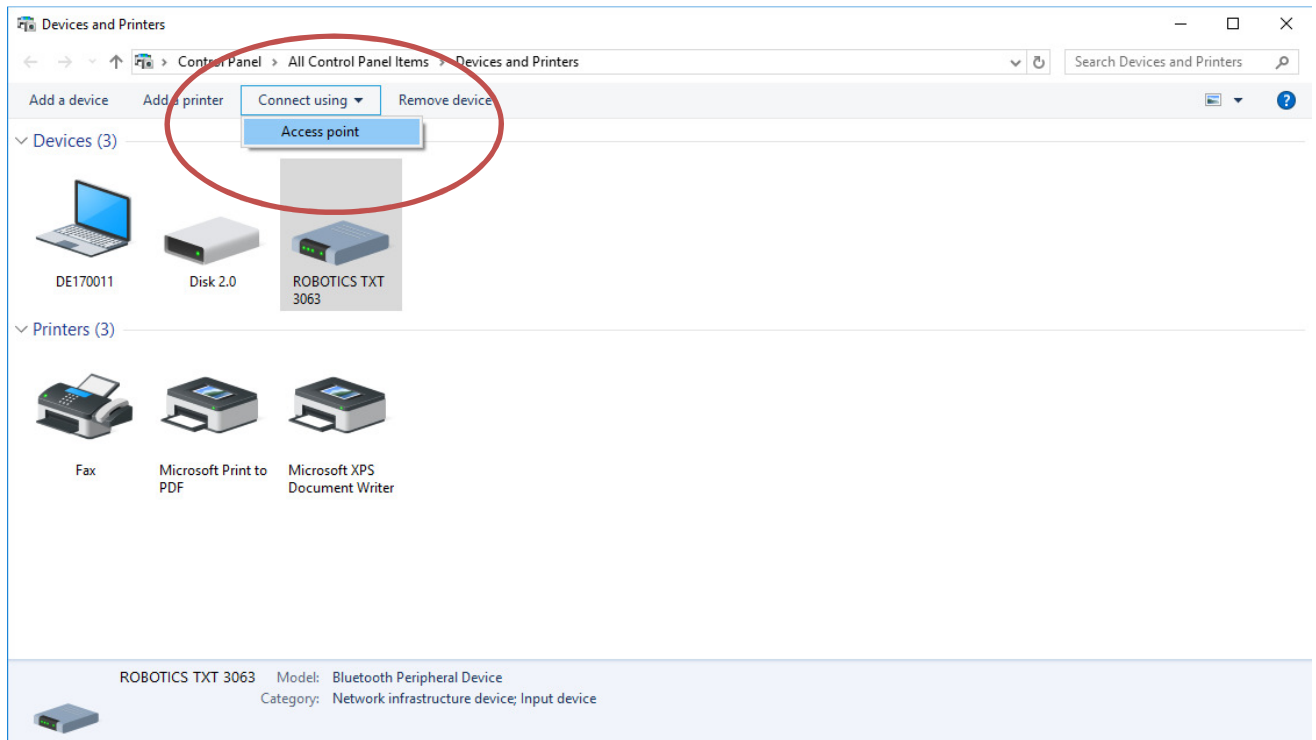 Devices and Printers
Control Panel > All Control Panel Items > Devices and Printers
Search Devices and Printers
Add a device Add a printer Connect using Remove device
Access point
Devices (3)
DE170011
Disk 2.0
ROBOTICS TXT
3063
Printers (3)
Fax
Microsoft Print to
PDF
Microsoft XPS
Document Writer
ROBOTICS TXT 3063 Model: Bluetooth Peripheral Device
Category: Network infrastructure device; Input device